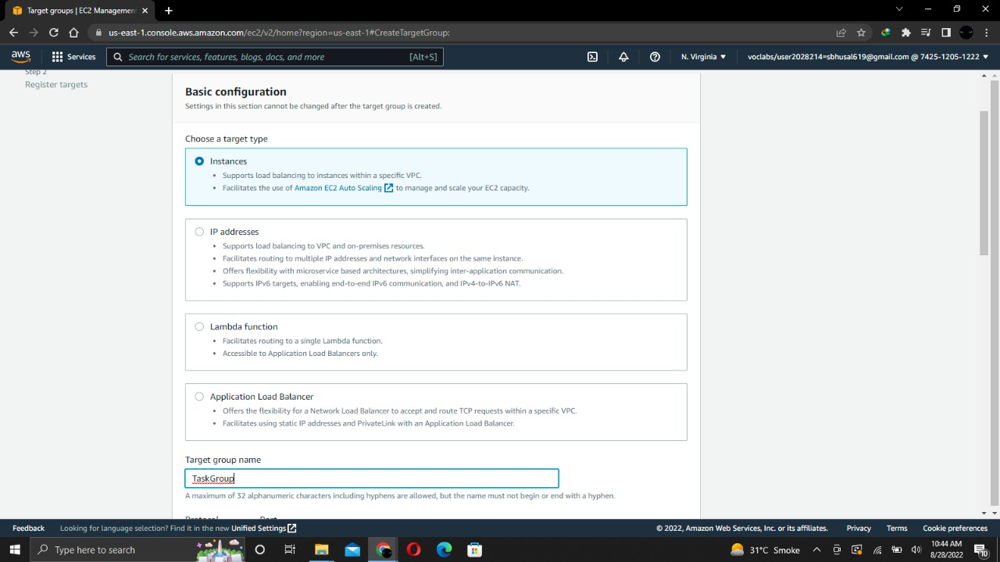 Target groups | EC2 Managemen
us-east-1.console.aws.amazon.com/ec2/v2/home?region=us-east-1#CreateTargetGroup:
aws
Services
Search for services, features, blogs, docs, and more
[Alt+S]
N. Virginia
voclabs/user2028214=sbhusal619@gmail.com @ 7425-1205-1222
Step 2
Register targets
Basic configuration
Settings in this section cannot be changed after the target group is created.
Choose a target type
Instances
• Supports load balancing to instances within a specific VPC.
• Facilitates the use of Amazon EC2 Auto Scaling to manage and scale your EC2 capacity.
IP addresses
• Supports load balancing to VPC and on-premises resources.
• Facilitates routing to multiple IP addresses and network interfaces on the same instance.
• Offers flexibility with microservice based architectures, simplifying inter-application communication.
• Supports IPv6 targets, enabling end-to-end IPv6 communication, and IPv4-to-IPv6 NAT.
Lambda function
• Facilitates routing to a single Lambda function.
• Accessible to Application Load Balancers only.
Application Load Balancer
• Offers the flexibility for a Network Load Balancer to accept and route TCP requests within a specific VPC.
• Facilitates using static IP addresses and PrivateLink with an Application Load Balancer.
Target group name
TaskGroup
A maximum of 32 alphanumeric characters including hyphens are allowed, but the name must not begin or end with a hyphen.
Protocol Port
Feedback
Looking for language selection? Find it in the new Unified Settings
© 2022, Amazon Web Services, Inc. or its affiliates.
Privacy
Terms
Cookie preferences
Type here to search
31°C Smoke
10:44 AM
8/28/2022
10